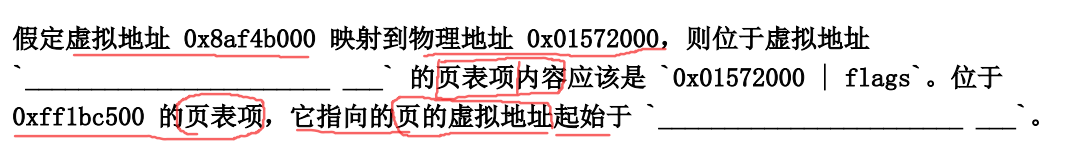 假定虚拟地址 0x8af4b000 映射到物理地址 0x01572000，则位于虚拟地址
`_______________________ ___` 的页表项内容应该是 `0x01572000 | flags`。位于
0xff1bc500 的页表项，它指向的页的虚拟地址起始于 `_______________________ ___`。